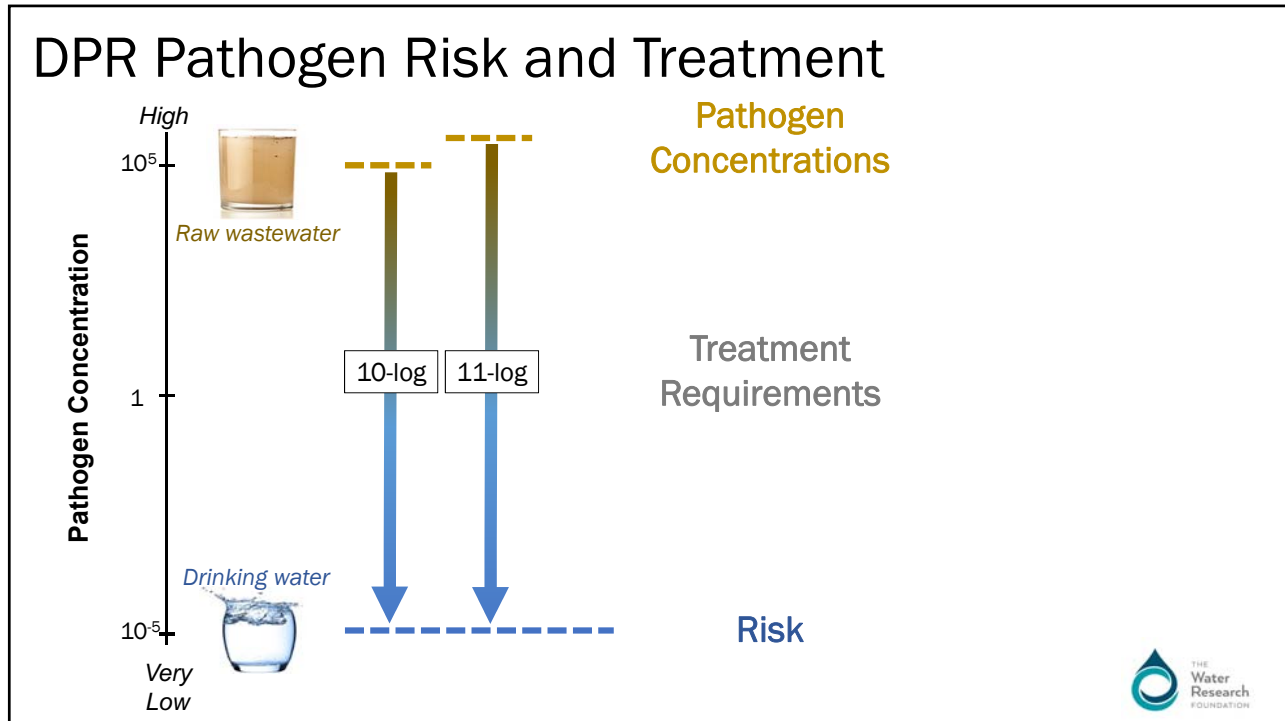 DPR Pathogen Risk and Treatment
High
10⁵
Raw wastewater
Pathogen Concentration
10-log
11-log
1
Drinking water
10⁻⁵
Very
Low
Pathogen
Concentrations
Treatment
Requirements
Risk
THE
Water
Research
FOUNDATION